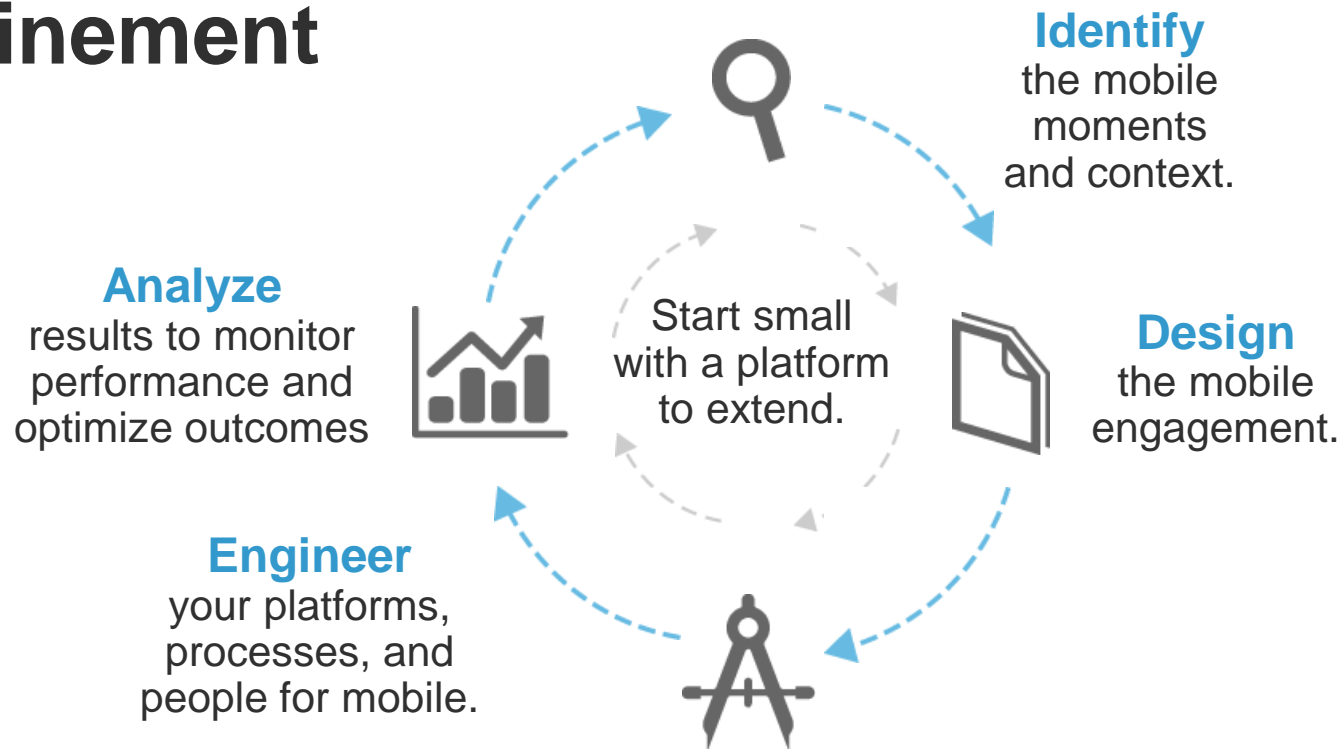 inement
Identify
the mobile
moments
and context.
Analyze
results to monitor
performance and
optimize outcomes
Start small
with a platform
to extend.
Design
the mobile
engagement.
Engineer
your platforms,
processes, and
people for mobile.